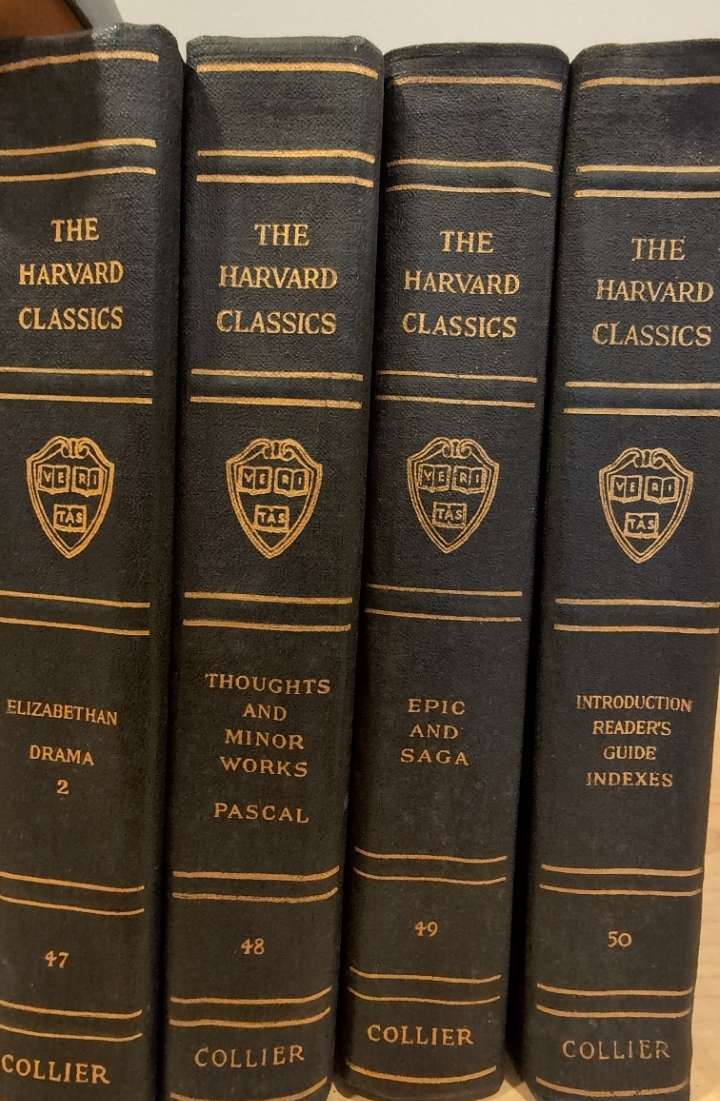 THE
HARVARD
CLASSICS
VE RI
TAS
ELIZABETHAN
DRAMA
2
47
COLLIER
THE
HARVARD
CLASSICS
VE RI
TAS
THOUGHTS
AND
MINOR
WORKS
PASCAL
48
COLLIER
THE
HARVARD
CLASSICS
VE RI
TAS
EPIC
AND
SAGA
49
COLLIER
THE
HARVARD
CLASSICS
VE RI
TAS
INTRODUCTION
READER'S
GUIDE
INDEXES
50
COLLIER